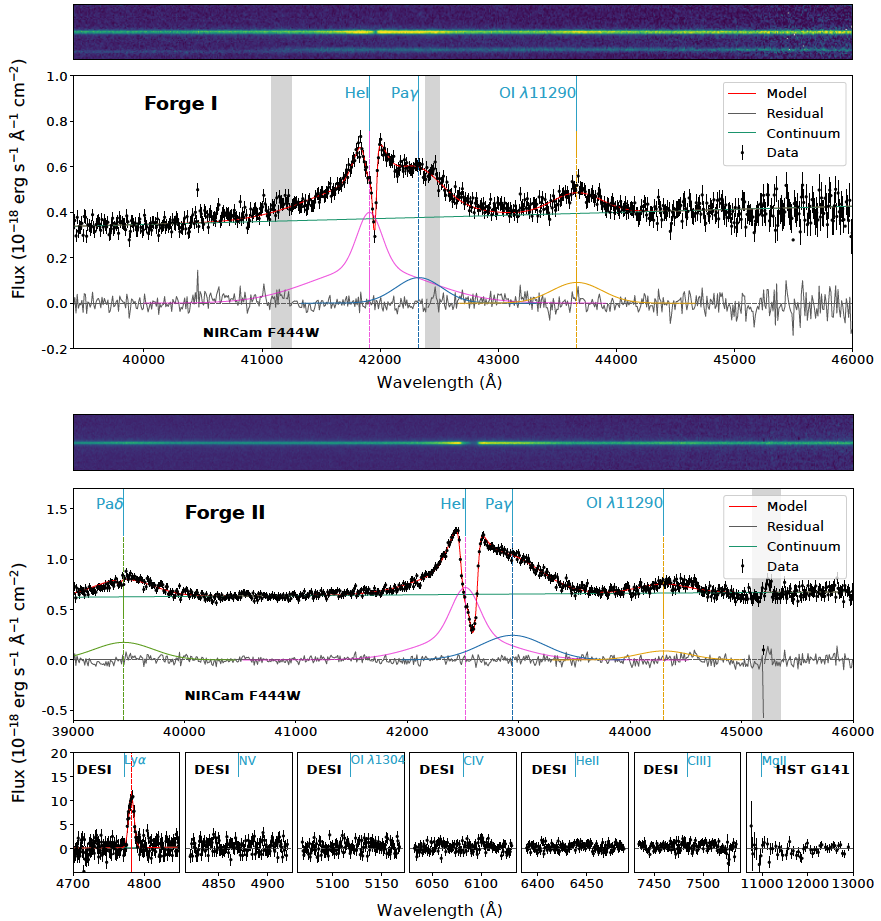 Forge I
HeI
Paγ
OI λ11290
Model
Residual
Continuum
Data
1.0
0.8
0.6
0.4
0.2
0.0
-0.2
Flux (10⁻¹⁸ erg s⁻¹ Å⁻¹ cm⁻²)
NIRCam F444W
40000 41000 42000 43000 44000 45000 46000
Wavelength (Å)
Paδ
HeI
Paγ
OI λ11290
Forge II
Model
Residual
Continuum
Data
1.5
1.0
0.5
0.0
-0.5
Flux (10⁻¹⁸ erg s⁻¹ Å⁻¹ cm⁻²)
NIRCam F444W
39000 40000 41000 42000 43000 44000 45000 46000
20
15
10
5
0
DESI Lyα
DESI NV
DESI OI λ1304
DESI CIV
DESI HeII
DESI CIII]
MgII HST G141
4700 4800
4850 4900
5100 5150
6050 6100
6400 6450
7450 7500
11000 12000 13000
Wavelength (Å)